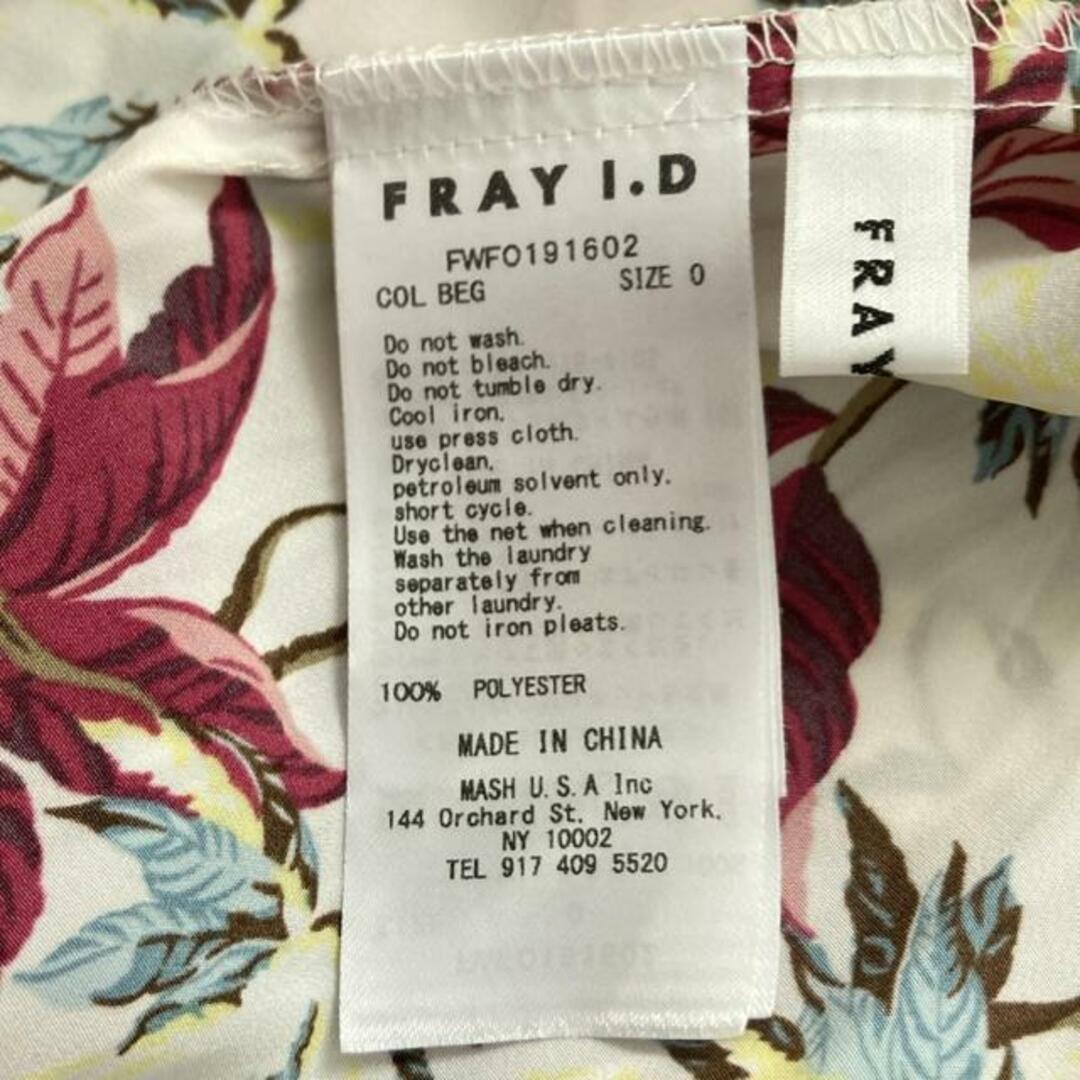 FRAY I.D
FWFO191602
COL BEG SIZE 0
Do not wash.
Do not bleach.
Do not tumble dry.
Cool iron.
use press cloth.
Dryclean.
petroleum solvent only.
short cycle.
Use the net when cleaning.
Wash the laundry
separately from
other laundry.
Do not iron pleats.
100% POLYESTER
MADE IN CHINA
MASH U.S.A Inc
144 Orchard St. New York.
NY 10002
TEL 917 409 5520
FRAY